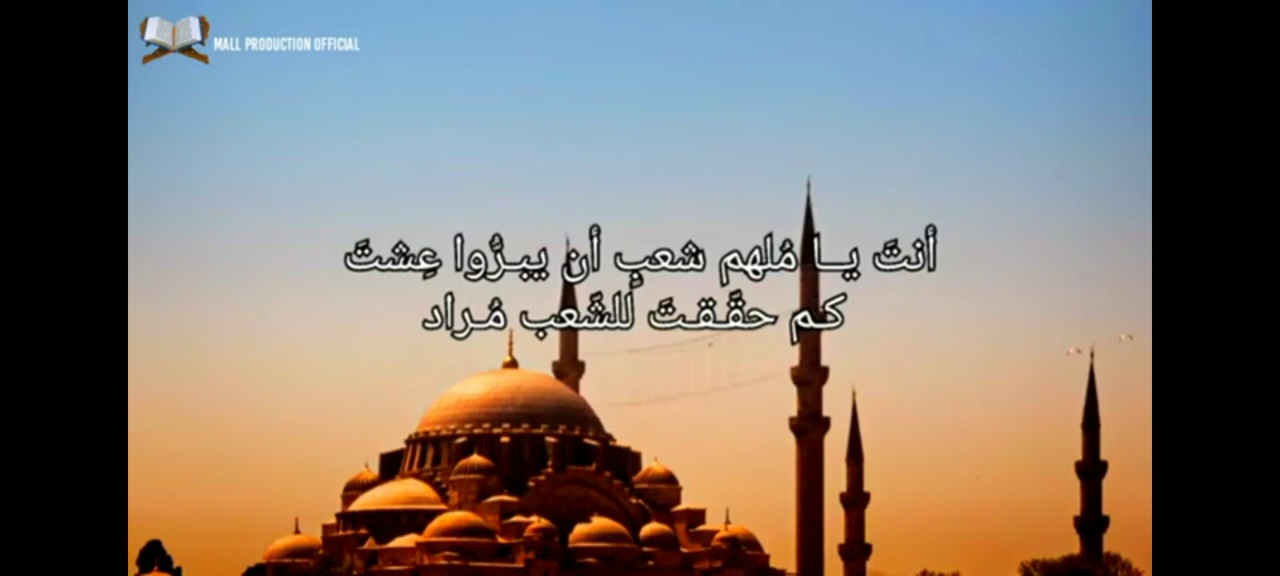 MALL PRODUCTION OFFICIAL
أنتَ يا مُلهمِ شعبٍ أن يبرُّوا عِشتَ
كم حقَّقتَ للشَّعب مُراد